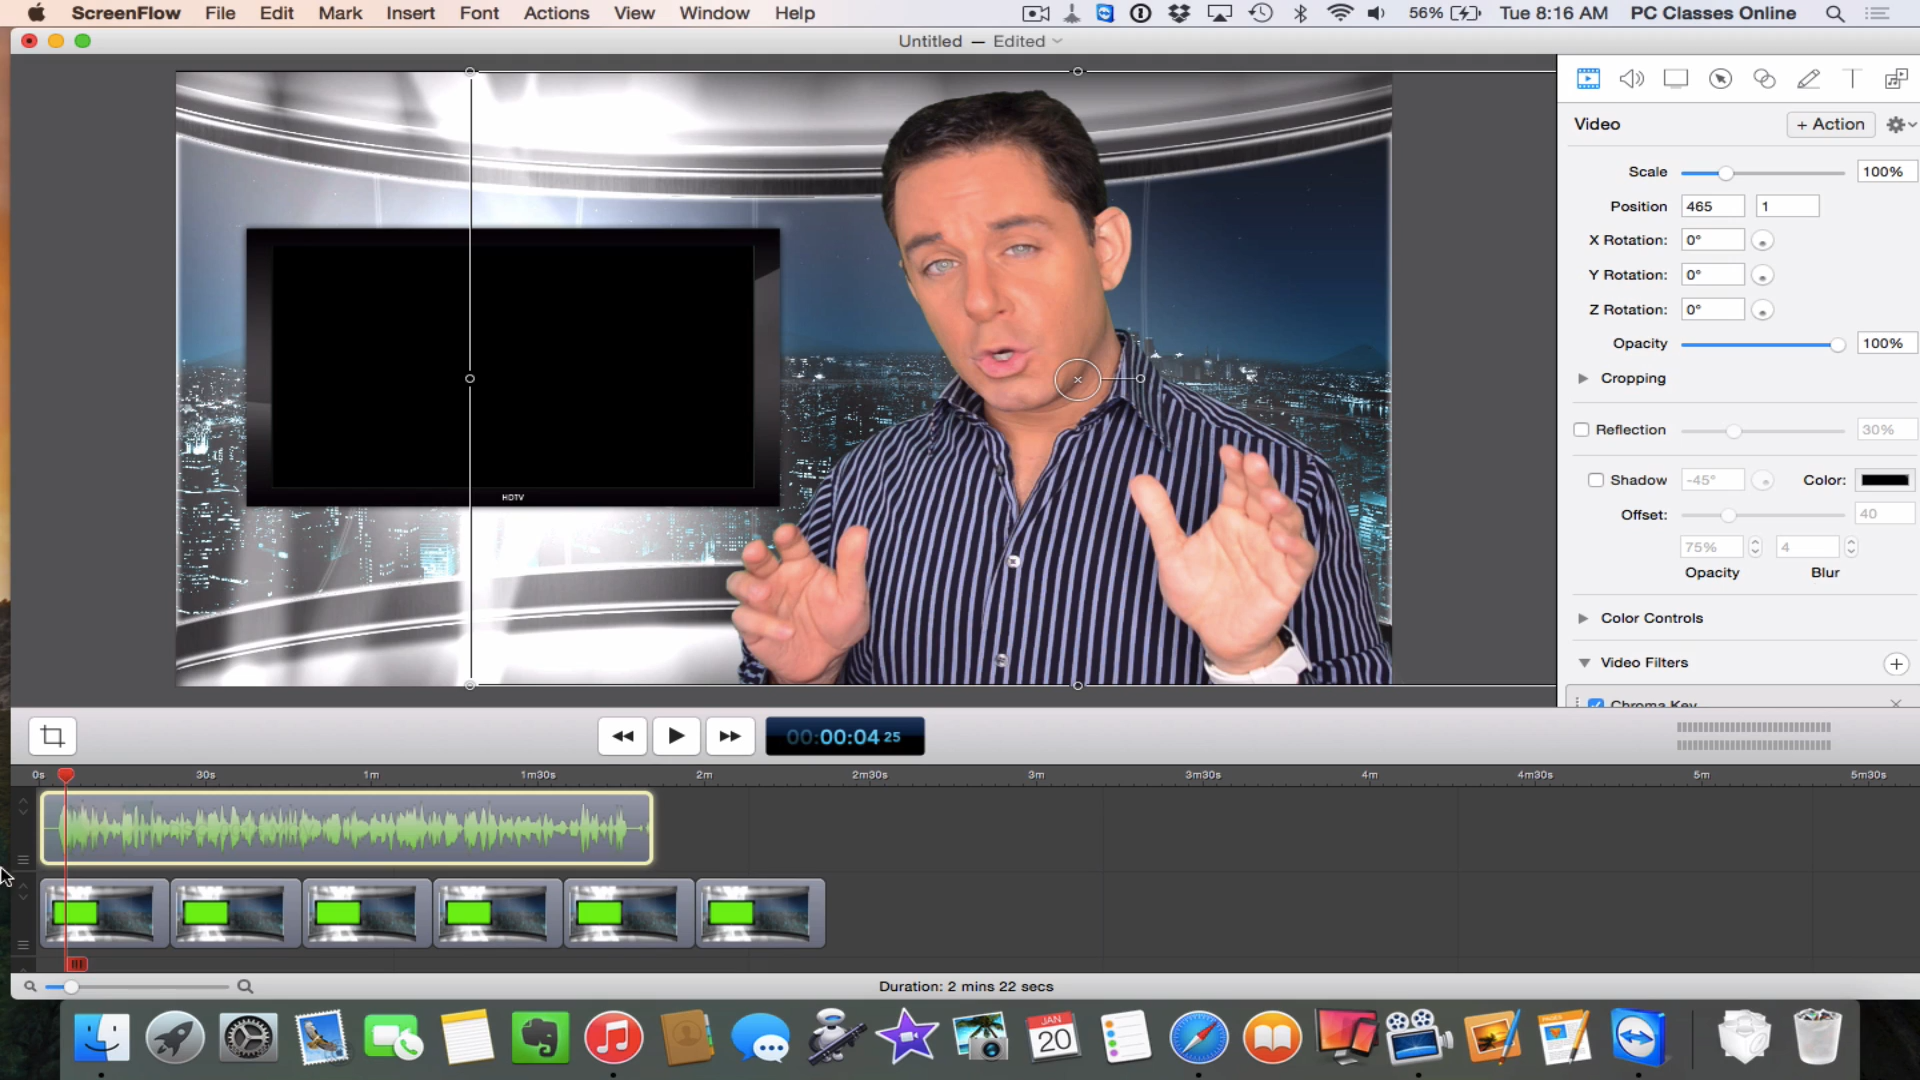 ScreenFlow File Edit Mark Insert Font Actions View Window Help 56% Tue 8:16 AM PC Classes Online
Untitled — Edited
Video + Action
Scale 100%
Position 465 1
X Rotation: 0°
Y Rotation: 0°
Z Rotation: 0°
Opacity 100%
Cropping
Reflection 30%
Shadow -45° Color:
Offset: 40
75% 4
Opacity Blur
Color Controls
Video Filters
Chroma Key
HDTV
00:00:04 25
0s 30s 1m 1m30s 2m 2m30s 3m 3m30s 4m 4m30s 5m 5m30s
Duration: 2 mins 22 secs
JAN
20
PAGES